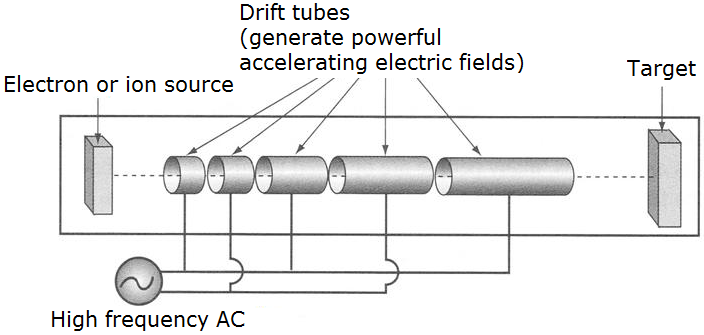 Drift tubes
(generate powerful
accelerating electric fields)
Electron or ion source
Target
High frequency AC